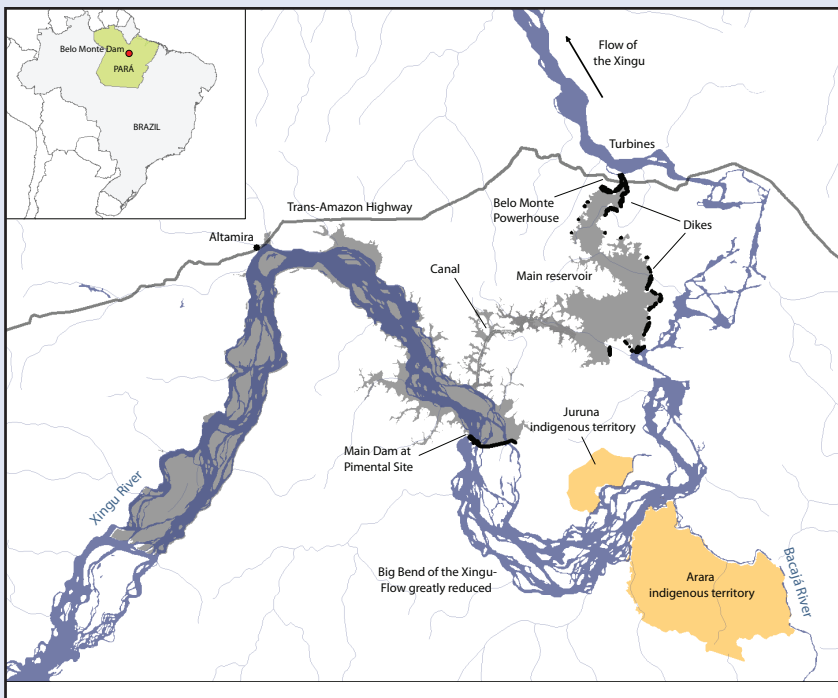 Belo Monte Dam
PARÁ
BRAZIL
Flow of
the Xingu
Turbines
Trans-Amazon Highway
Belo Monte
Powerhouse
Dikes
Altamira
Canal
Main reservoir
Juruna
indigenous territory
Main Dam at
Pimental Site
Xingu River
Big Bend of the Xingu-
Flow greatly reduced
Arara
indigenous territory
Bacajá River